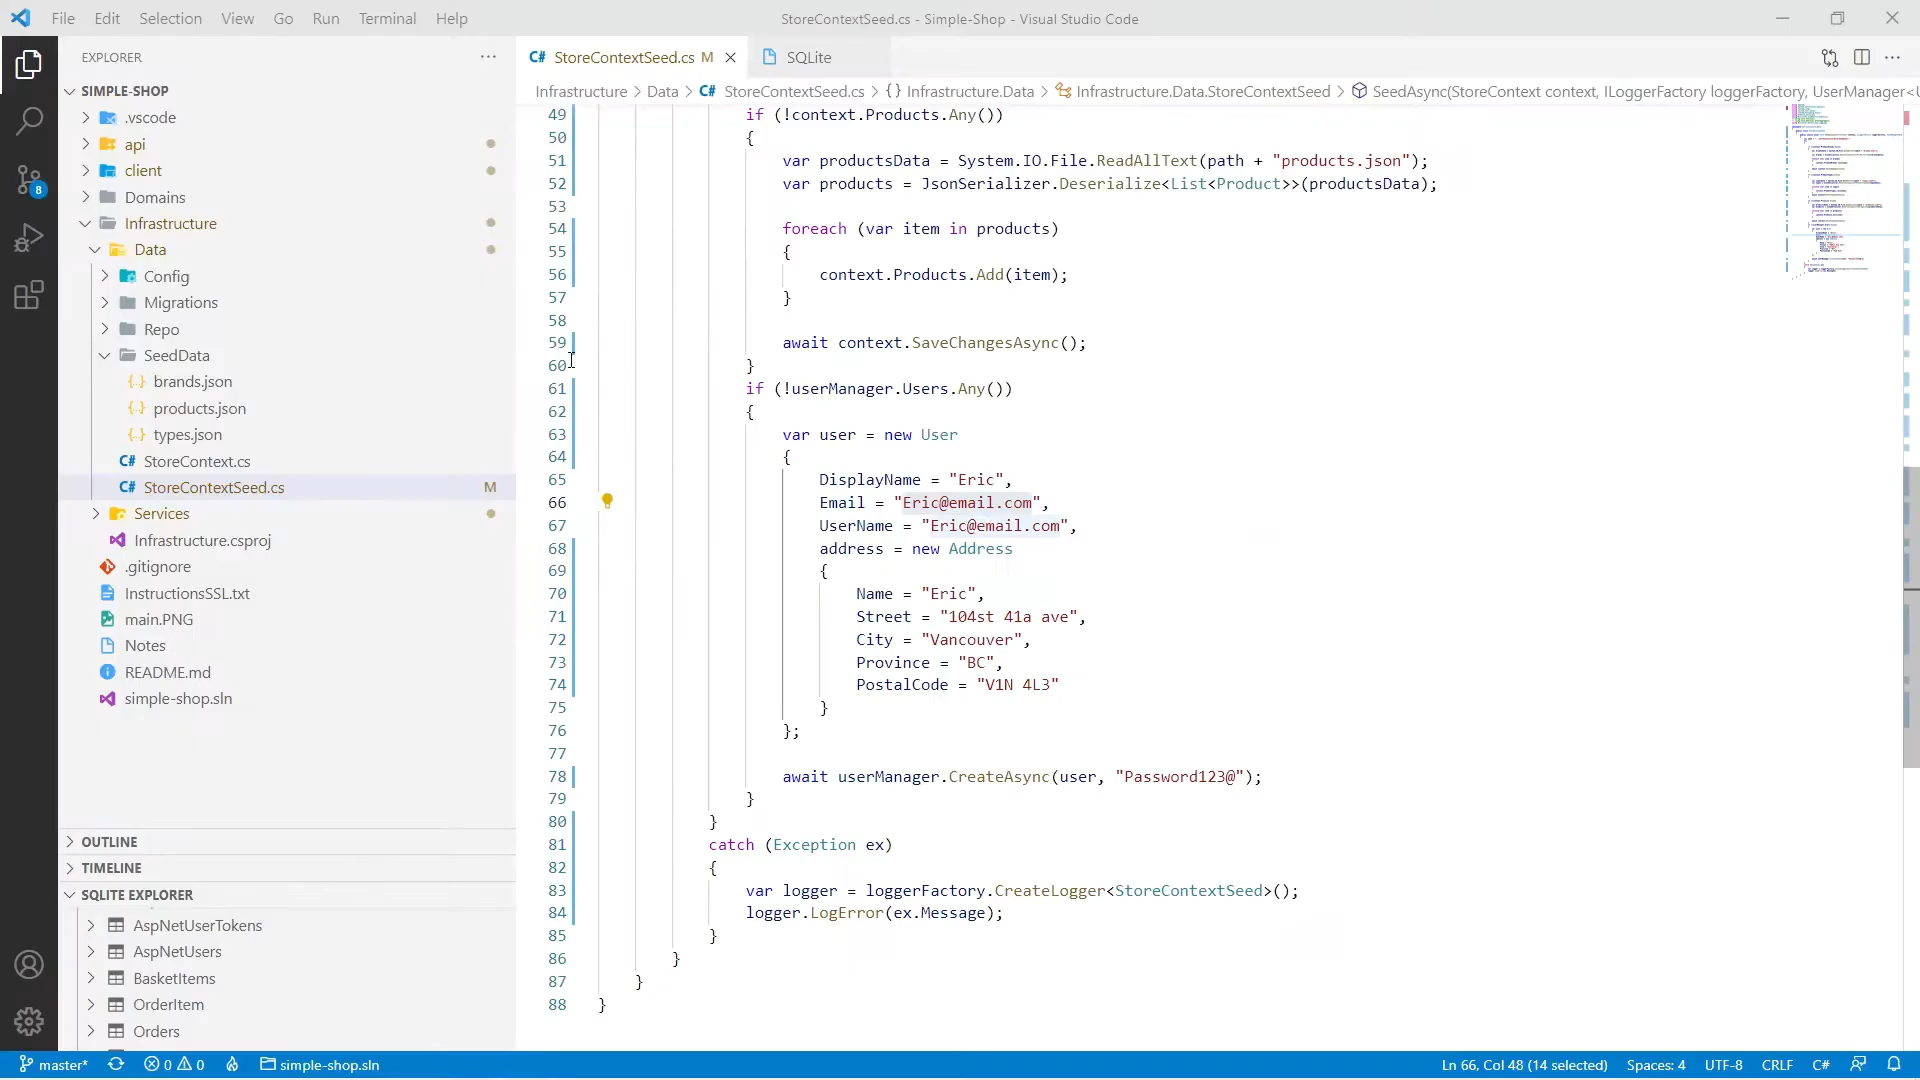 File Edit Selection View Go Run Terminal Help
StoreContextSeed.cs - Simple-Shop - Visual Studio Code
EXPLORER
SIMPLE-SHOP
.vscode
api
client
Domains
Infrastructure
Data
Config
Migrations
Repo
SeedData
brands.json
products.json
types.json
C# StoreContext.cs
C# StoreContextSeed.cs M
Services
Infrastructure.csproj
.gitignore
InstructionsSSL.txt
main.PNG
Notes
README.md
simple-shop.sln
OUTLINE
TIMELINE
SQLITE EXPLORER
AspNetUserTokens
AspNetUsers
BasketItems
OrderItem
Orders
8
C# StoreContextSeed.cs M
SQLite
Infrastructure > Data > C# StoreContextSeed.cs > {} Infrastructure.Data > Infrastructure.Data.StoreContextSeed > SeedAsync(StoreContext context, ILoggerFactory loggerFactory, UserManager<U
49 if (!context.Products.Any())
50 {
51 var productsData = System.IO.File.ReadAllText(path + "products.json");
52 var products = JsonSerializer.Deserialize<List<Product>>(productsData);
53
54 foreach (var item in products)
55 {
56 context.Products.Add(item);
57 }
58
59 await context.SaveChangesAsync();
60 }
61 if (!userManager.Users.Any())
62 {
63 var user = new User
64 {
65 DisplayName = "Eric",
66 Email = "Eric@email.com",
67 UserName = "Eric@email.com",
68 address = new Address
69 {
70 Name = "Eric",
71 Street = "104st 41a ave",
72 City = "Vancouver",
73 Province = "BC",
74 PostalCode = "V1N 4L3"
75 }
76 };
77
78 await userManager.CreateAsync(user, "Password123@");
79 }
80 }
81 catch (Exception ex)
82 {
83 var logger = loggerFactory.CreateLogger<StoreContextSeed>();
84 logger.LogError(ex.Message);
85 }
86 }
87 }
88 }
master* 0 0 simple-shop.sln
Ln 66, Col 48 (14 selected) Spaces: 4 UTF-8 CRLF C#